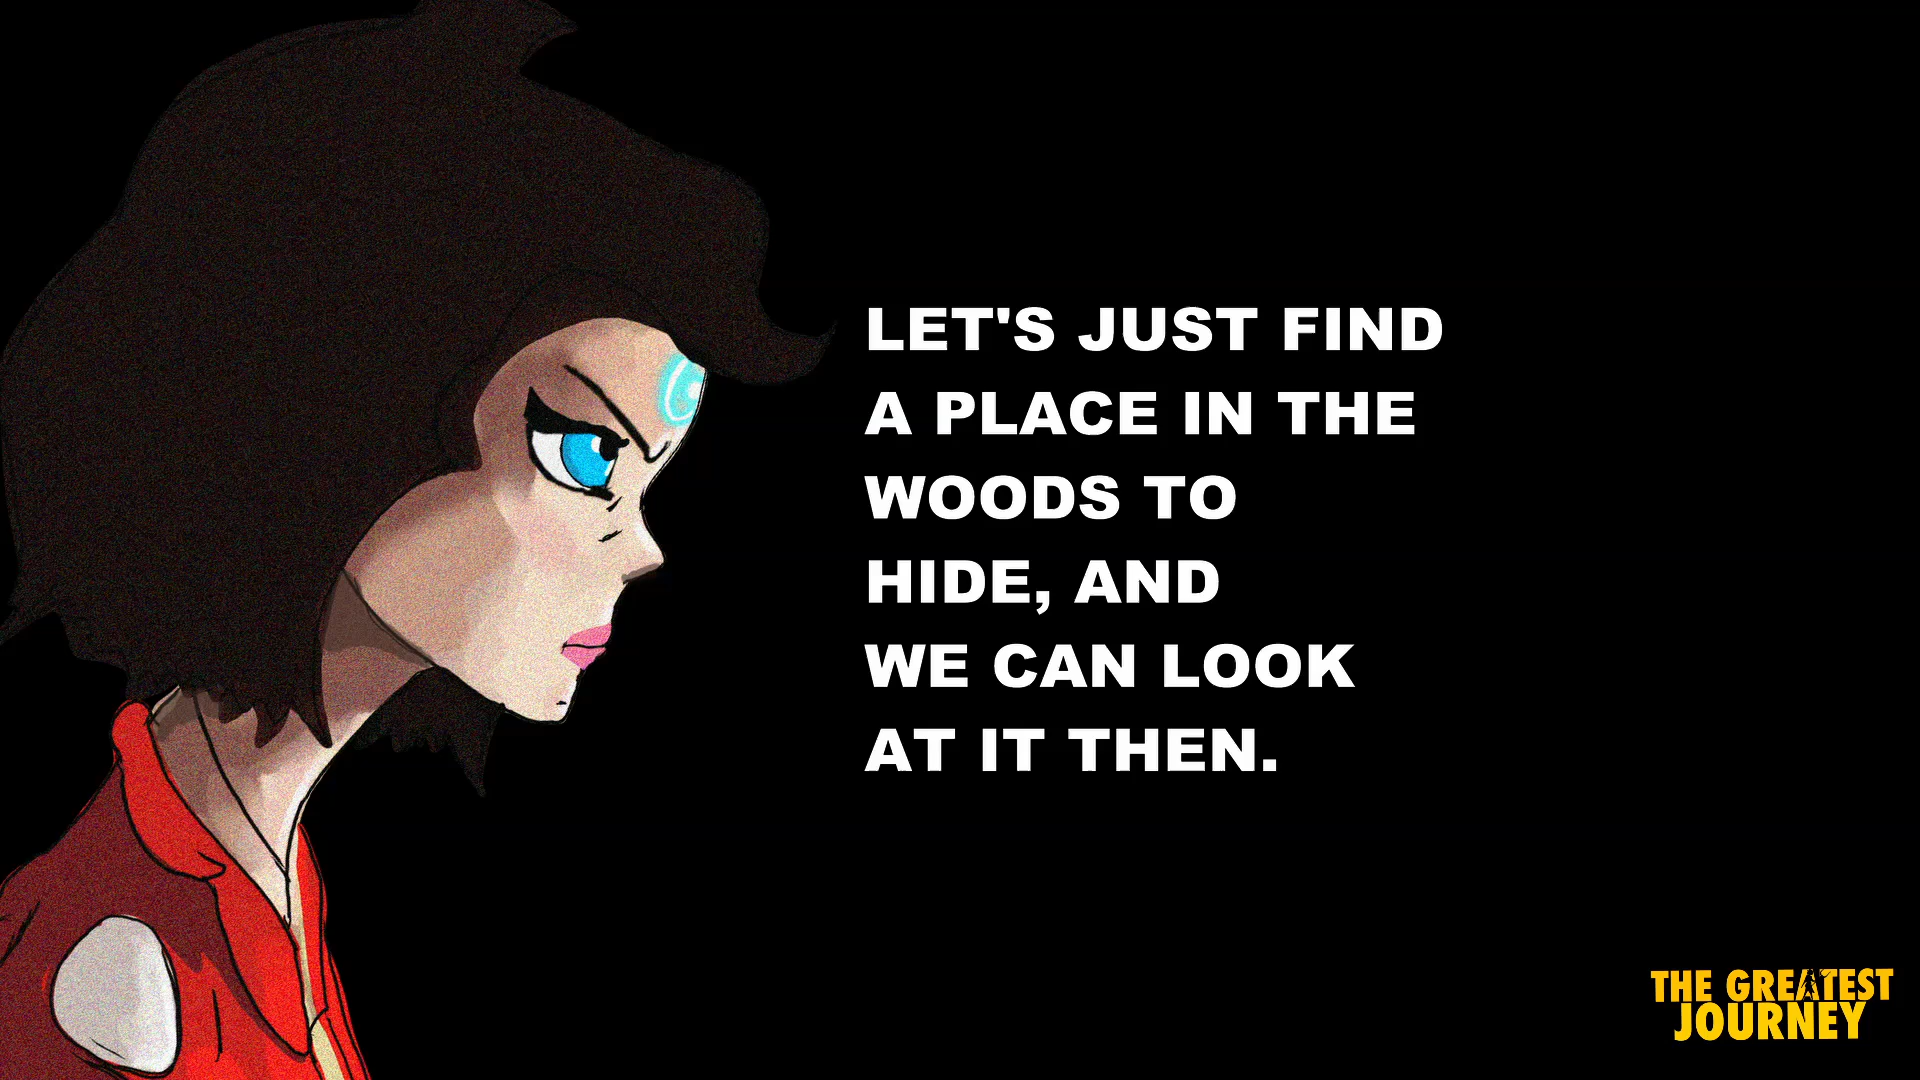 LET'S JUST FIND
A PLACE IN THE
WOODS TO
HIDE, AND
WE CAN LOOK
AT IT THEN.
THE GREATEST
JOURNEY